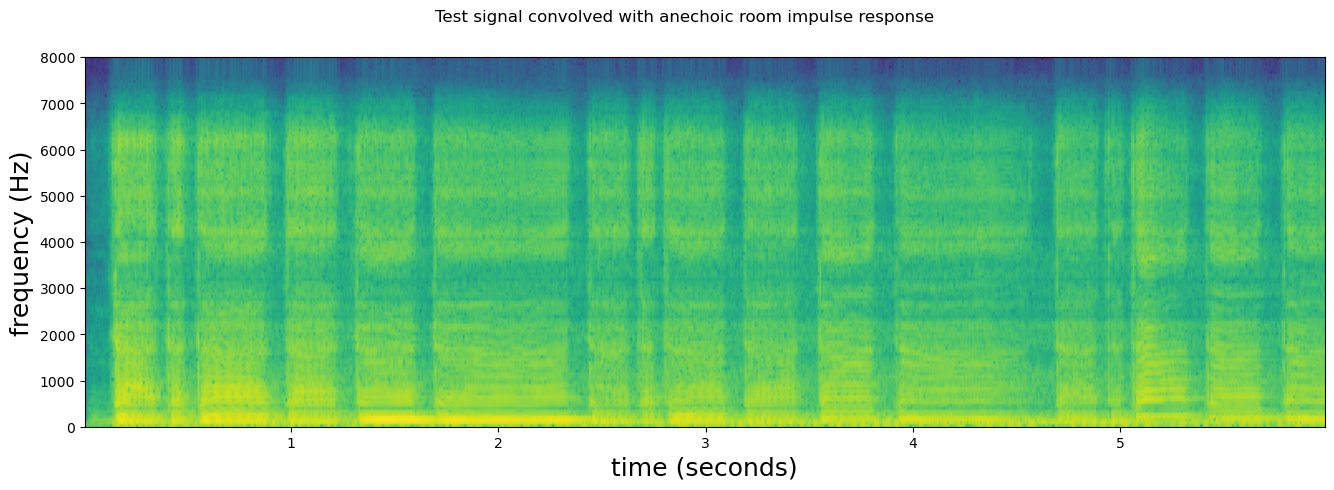 Test signal convolved with anechoic room impulse response
8000
7000
6000
5000
4000
3000
2000
1000
0
frequency (Hz)
1 2 3 4 5
time (seconds)